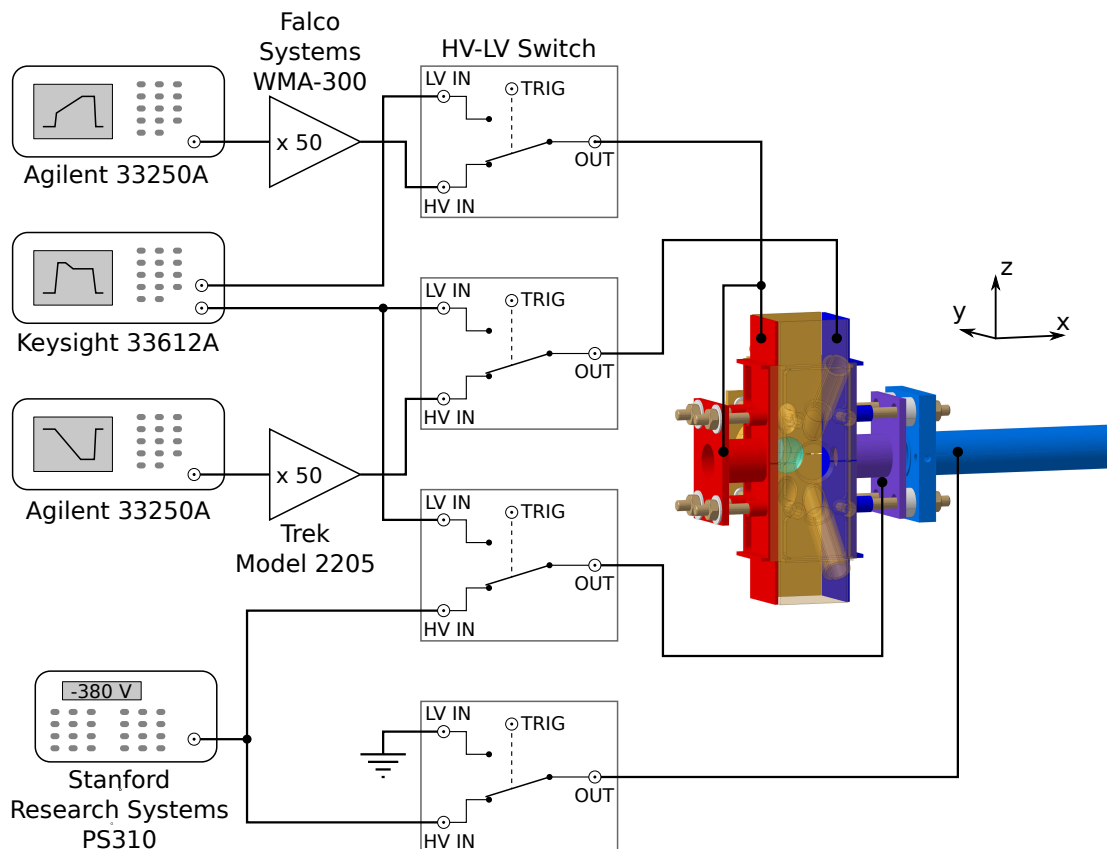 Falco
Systems
WMA-300
HV-LV Switch
LV IN
TRIG
x 50
OUT
Agilent 33250A
HV IN
z
y
x
LV IN
TRIG
Keysight 33612A
OUT
HV IN
x 50
Agilent 33250A
LV IN
TRIG
Trek
Model 2205
OUT
HV IN
-380 V
LV IN
TRIG
Stanford
Research Systems
PS310
OUT
HV IN